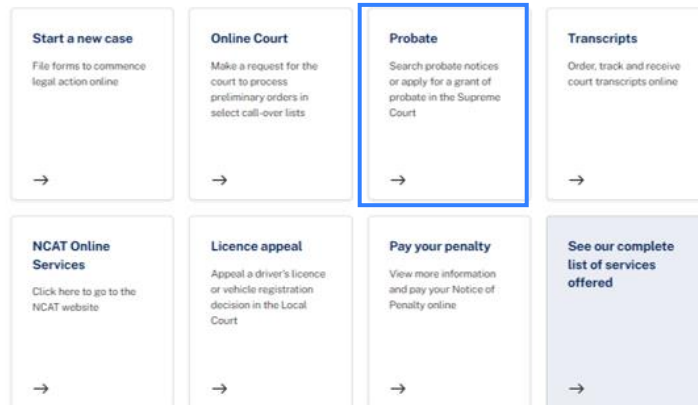 Start a new case
File forms to commence
legal action online
Online Court
Make a request for the
court to process
preliminary orders in
select call-over lists
Probate
Search probate notices
or apply for a grant of
probate in the Supreme
Court
Transcripts
Order, track and receive
court transcripts online
NCAT Online
Services
Click here to go to the
NCAT website
Licence appeal
Appeal a driver's licence
or vehicle registration
decision in the Local
Court
Pay your penalty
View more information
and pay your Notice of
Penalty online
See our complete
list of services
offered